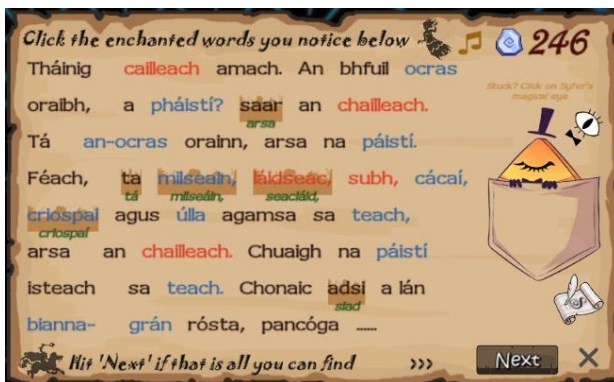 Click the enchanted words you notice below
246
Tháinig cailleach amach. An bhfuil ocras
Stuck? Click on Syfer's
magical eye
oraibh, a pháistí? saar an chailleach.
arsa
Tá an-ocras orainn, arsa na páistí.
Féach, ta milseain, láidseac, subh, cácaí,
tá milseáin, seacláid,
criospai agus úlla agamsa sa teach,
criospaí
arsa an chailleach. Chuaigh na páistí
isteach sa teach. Chonaic adsi a lán
siad
bianna- grán rósta, pancóga ......
Hit 'Next' if that is all you can find >>> Next